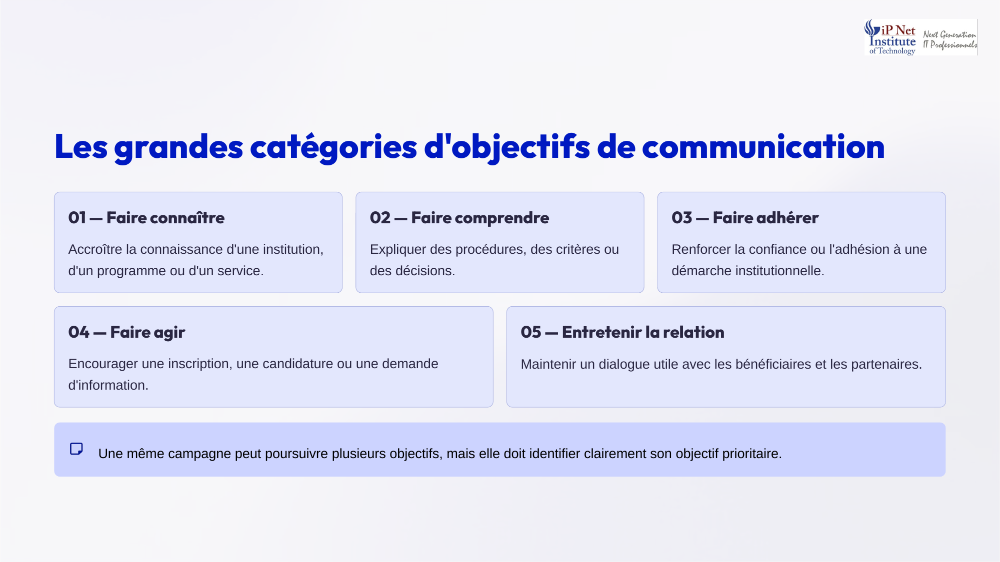 iP Net
Institute
of Technology
Next Generation
IT Professionnels
Les grandes catégories d'objectifs de communication
01 — Faire connaître
Accroître la connaissance d'une institution,
d'un programme ou d'un service.
02 — Faire comprendre
Expliquer des procédures, des critères ou
des décisions.
03 — Faire adhérer
Renforcer la confiance ou l'adhésion à une
démarche institutionnelle.
04 — Faire agir
Encourager une inscription, une candidature ou une demande
d'information.
05 — Entretenir la relation
Maintenir un dialogue utile avec les bénéficiaires et les partenaires.
Une même campagne peut poursuivre plusieurs objectifs, mais elle doit identifier clairement son objectif prioritaire.